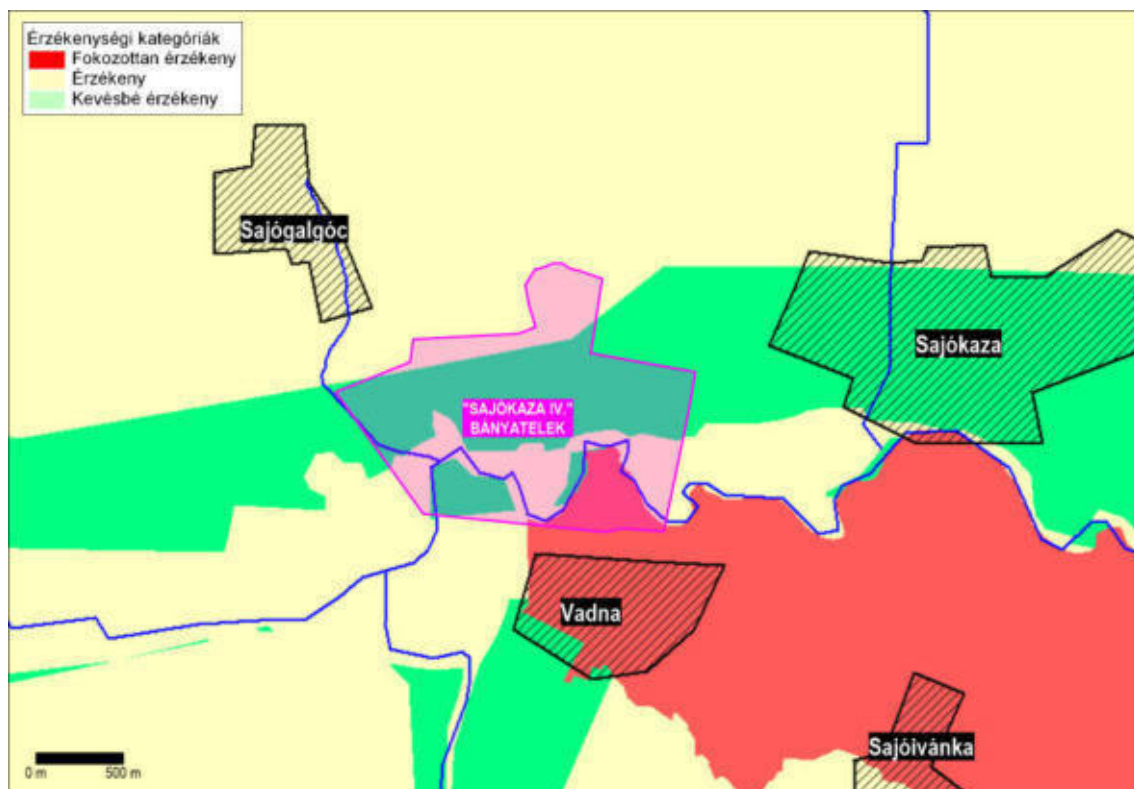 Érzékenységi kategóriák
Fokozottan érzékeny
Érzékeny
Kevésbé érzékeny
Sajógalgóc
Sajókaza
"SAJÓKAZA IV."
BÁNYATELEK
Vadna
Sajóivánka
0 m 500 m